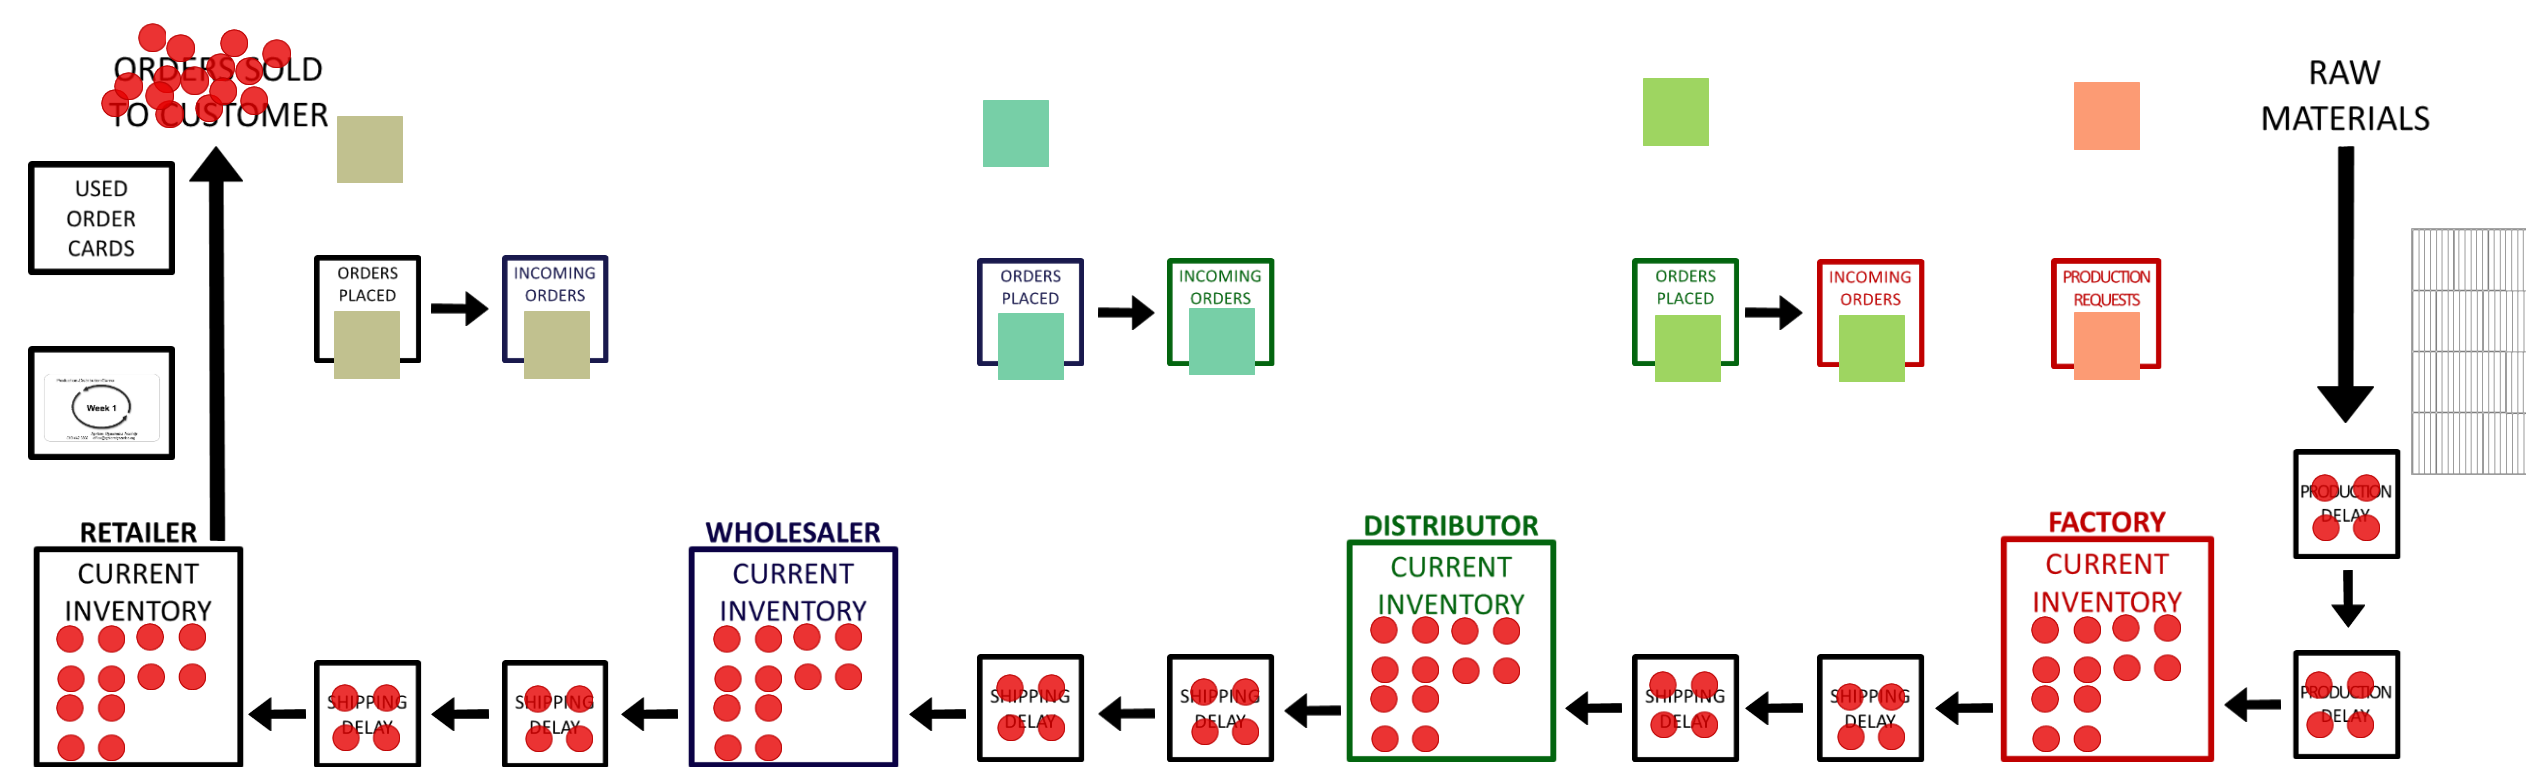 ORDERS SOLD
TO CUSTOMER
RAW
MATERIALS
USED
ORDER
CARDS
ORDERS
PLACED
INCOMING
ORDERS
ORDERS
PLACED
INCOMING
ORDERS
ORDERS
PLACED
INCOMING
ORDERS
PRODUCTION
REQUESTS
Week 1
PRODUCTION
DELAY
RETAILER
CURRENT
INVENTORY
WHOLESALER
CURRENT
INVENTORY
DISTRIBUTOR
CURRENT
INVENTORY
FACTORY
CURRENT
INVENTORY
SHIPPING
DELAY
SHIPPING
DELAY
SHIPPING
DELAY
SHIPPING
DELAY
SHIPPING
DELAY
SHIPPING
DELAY
PRODUCTION
DELAY